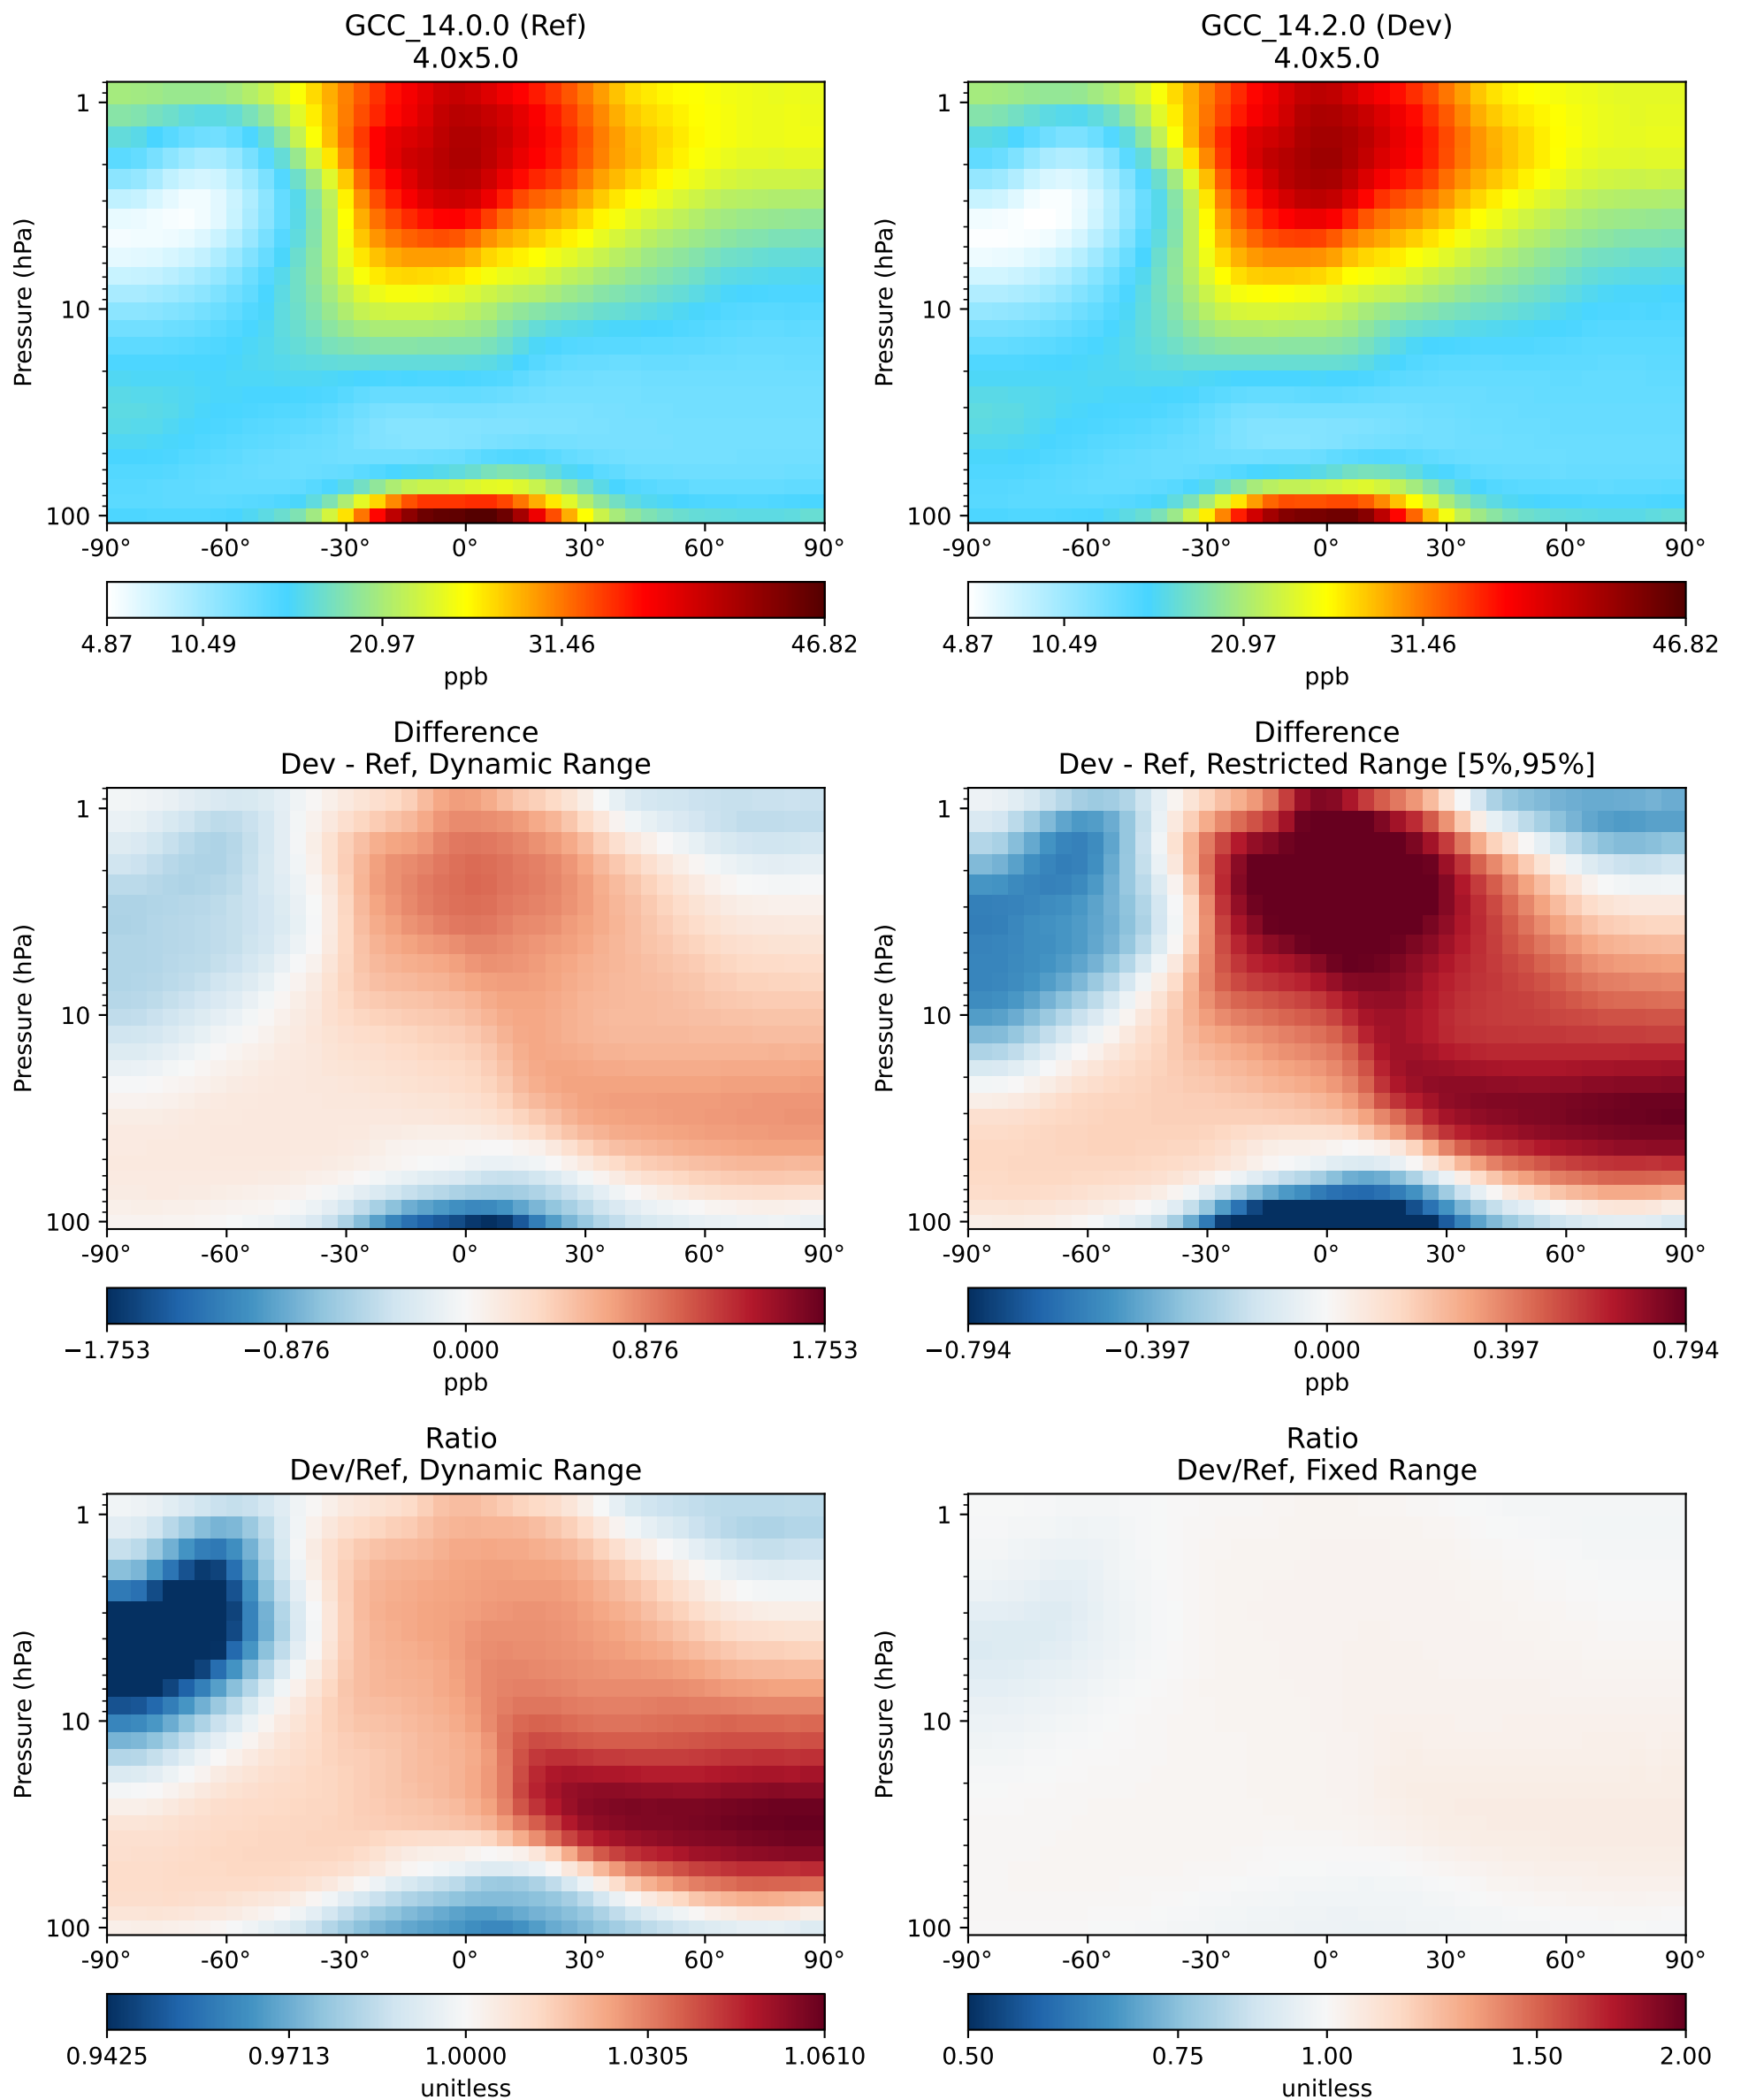 GCC_14.0.0 (Ref)
4.0x5.0
GCC_14.2.0 (Dev)
4.0x5.0
Pressure (hPa)
1
10
100
-90° -60° -30° 0° 30° 60° 90°
4.87 10.49 20.97 31.46 46.82
ppb
Pressure (hPa)
1
10
100
-90° -60° -30° 0° 30° 60° 90°
4.87 10.49 20.97 31.46 46.82
ppb
Difference
Dev - Ref, Dynamic Range
Pressure (hPa)
1
10
100
-90° -60° -30° 0° 30° 60° 90°
−1.753 −0.876 0.000 0.876 1.753
ppb
Difference
Dev - Ref, Restricted Range [5%,95%]
Pressure (hPa)
1
10
100
-90° -60° -30° 0° 30° 60° 90°
−0.794 −0.397 0.000 0.397 0.794
ppb
Ratio
Dev/Ref, Dynamic Range
Pressure (hPa)
1
10
100
-90° -60° -30° 0° 30° 60° 90°
0.9425 0.9713 1.0000 1.0305 1.0610
unitless
Ratio
Dev/Ref, Fixed Range
Pressure (hPa)
1
10
100
-90° -60° -30° 0° 30° 60° 90°
0.50 0.75 1.00 1.50 2.00
unitless